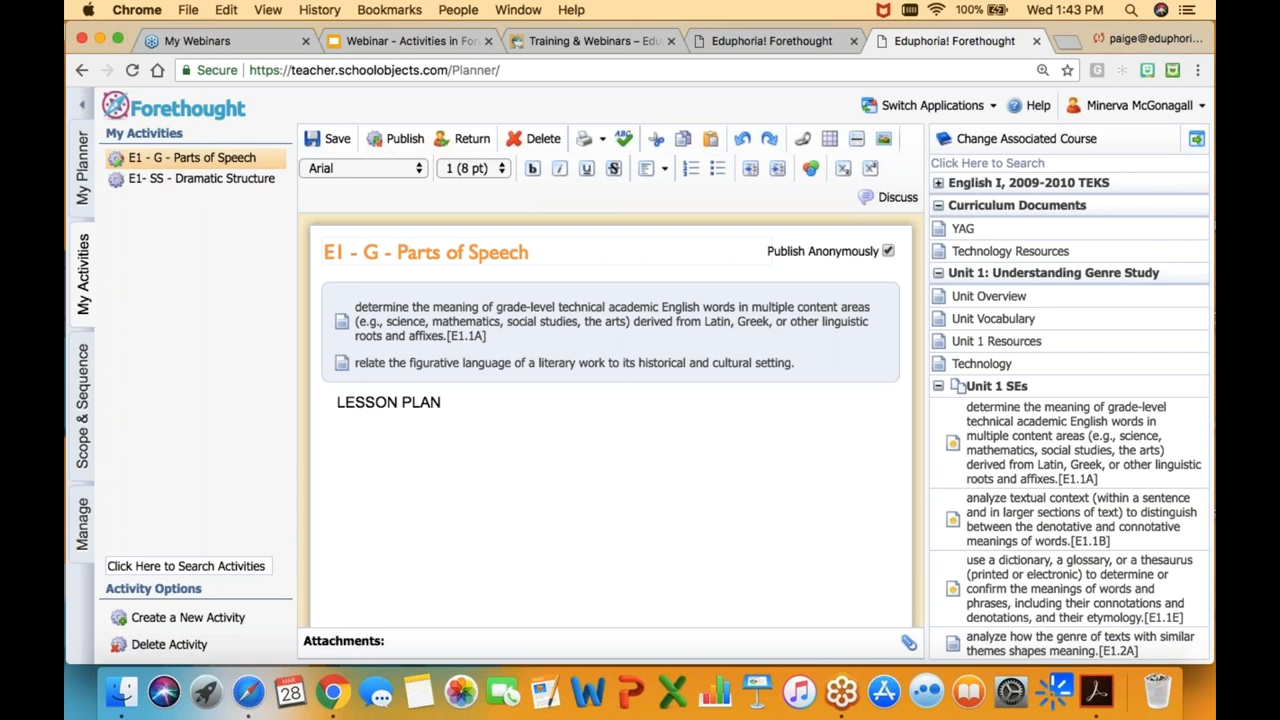 Chrome File Edit View History Bookmarks People Window Help 100% Wed 1:43 PM
My Webinars Webinar - Activities in For Training & Webinars – Edu Eduphoria! Forethought Eduphoria! Forethought paige@eduphori...
Secure https://teacher.schoolobjects.com/Planner/
Forethought Switch Applications Help Minerva McGonagall
My Planner
My Activities
Scope & Sequence
Manage
My Activities
E1 - G - Parts of Speech
E1- SS - Dramatic Structure
Click Here to Search Activities
Activity Options
Create a New Activity
Delete Activity
Save Publish Return Delete
Arial 1 (8 pt) b i U S
Discuss
E1 - G - Parts of Speech Publish Anonymously
determine the meaning of grade-level technical academic English words in multiple content areas
(e.g., science, mathematics, social studies, the arts) derived from Latin, Greek, or other linguistic
roots and affixes.[E1.1A]
relate the figurative language of a literary work to its historical and cultural setting.
LESSON PLAN
Attachments:
Change Associated Course
Click Here to Search
English I, 2009-2010 TEKS
Curriculum Documents
YAG
Technology Resources
Unit 1: Understanding Genre Study
Unit Overview
Unit Vocabulary
Unit 1 Resources
Technology
Unit 1 SEs
determine the meaning of grade-level
technical academic English words in
multiple content areas (e.g., science,
mathematics, social studies, the arts)
derived from Latin, Greek, or other linguistic
roots and affixes.[E1.1A]
analyze textual context (within a sentence
and in larger sections of text) to distinguish
between the denotative and connotative
meanings of words.[E1.1B]
use a dictionary, a glossary, or a thesaurus
(printed or electronic) to determine or
confirm the meanings of words and
phrases, including their connotations and
denotations, and their etymology.[E1.1E]
analyze how the genre of texts with similar
themes shapes meaning.[E1.2A]
MAR
28